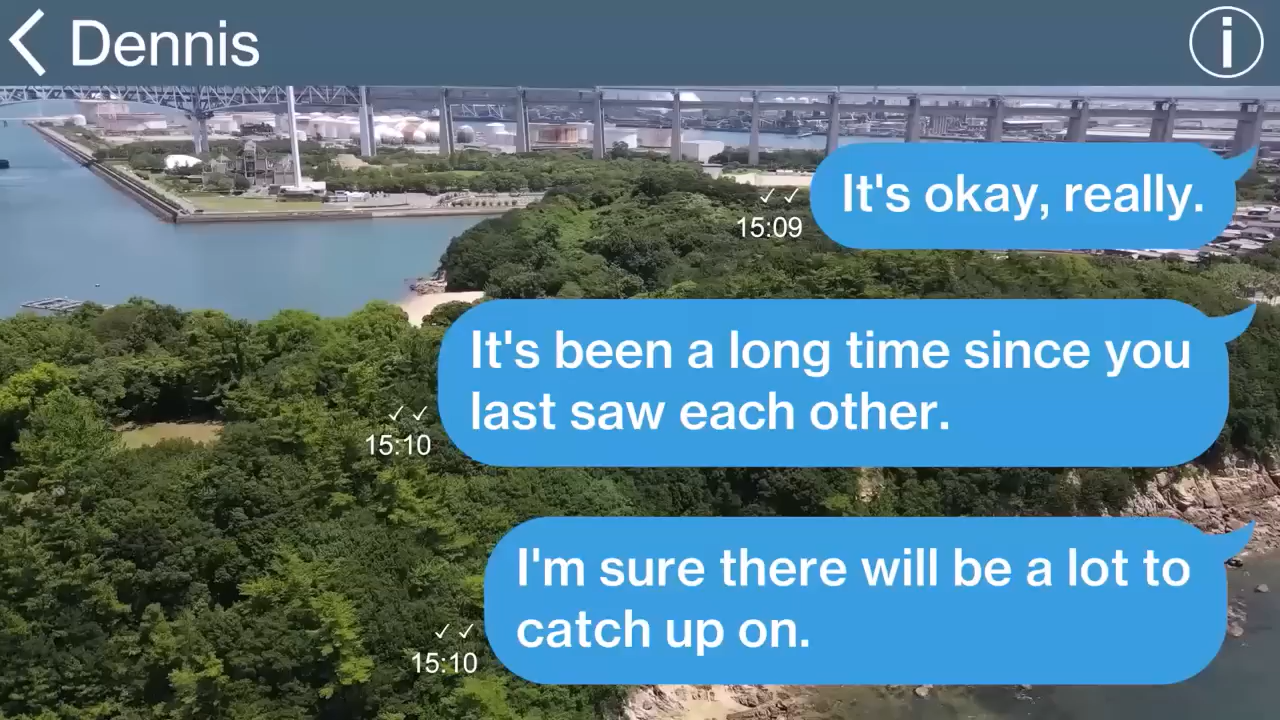 Dennis
It's okay, really.
15:09
It's been a long time since you
last saw each other.
15:10
I'm sure there will be a lot to
catch up on.
15:10